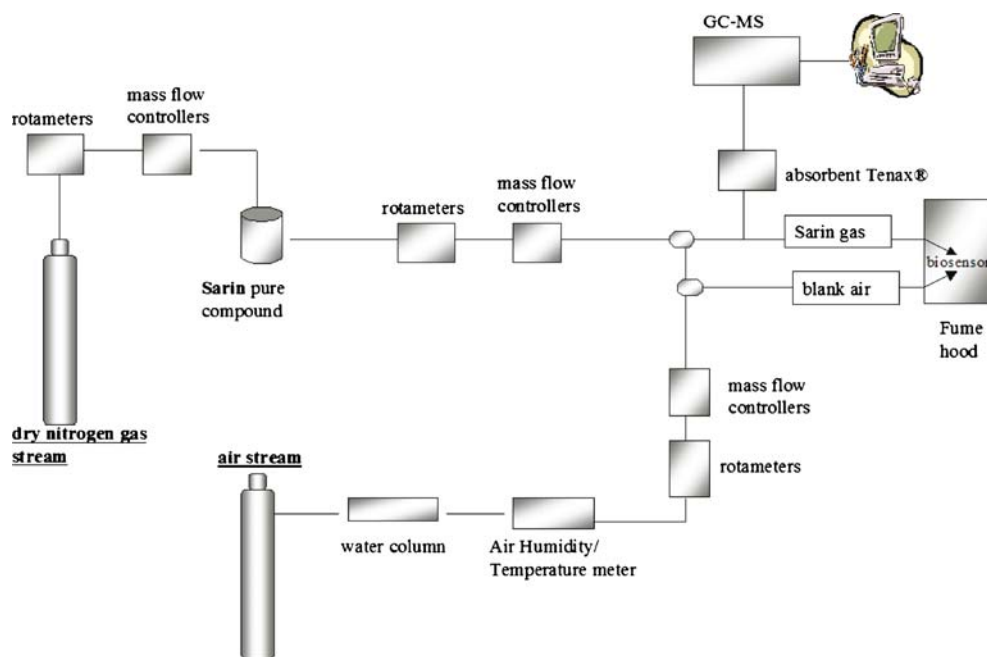 GC-MS
mass flow
controllers
rotameters
absorbent Tenax®
mass flow
controllers
rotameters
Sarin gas
biosensor
blank air
Sarin pure
compound
Fume
hood
mass flow
controllers
dry nitrogen gas
stream
air stream
rotameters
water column
Air Humidity/
Temperature meter